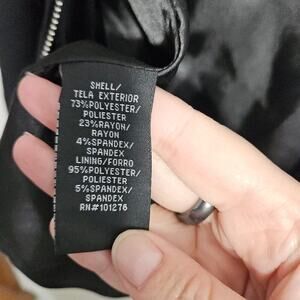 SHELL/
TELA EXTERIOR
73%POLYESTER/
POLIESTER
23%RAYON/
RAYON
4%SPANDEX/
SPANDEX
LINING/FORRO
95%POLYESTER/
POLIESTER
5%SPANDEX/
SPANDEX
RN#101276